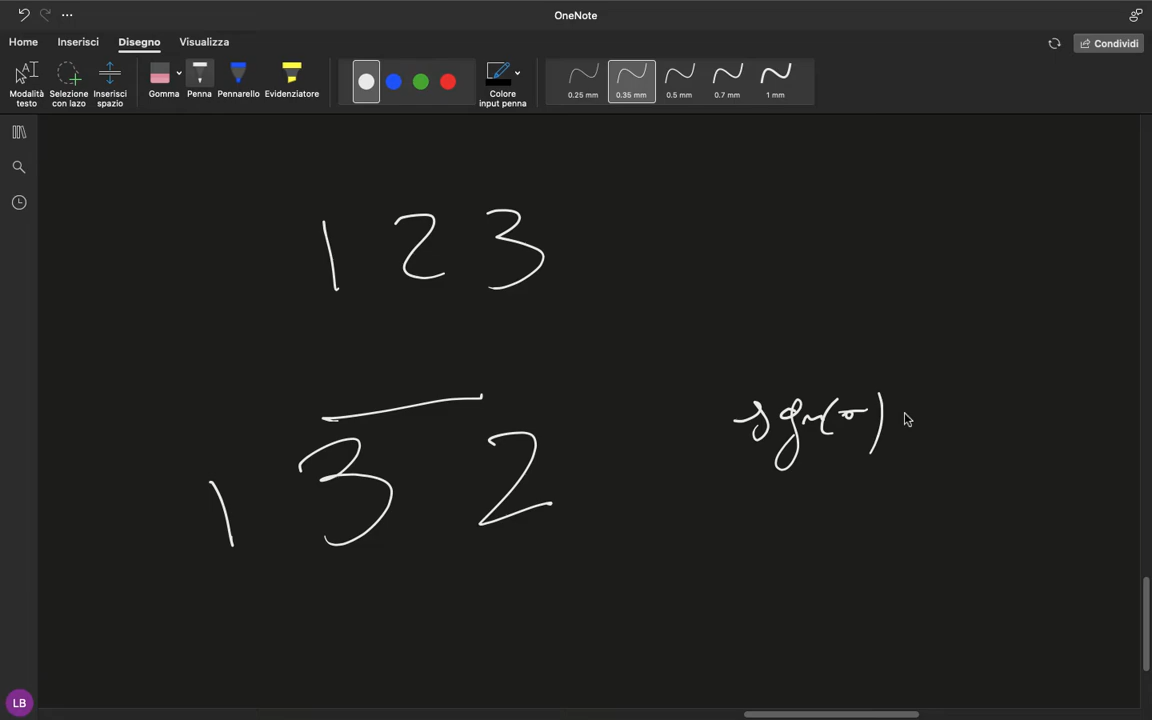 OneNote
Home Inserisci Disegno Visualizza
Condividi
Modalità testo
Selezione con lazo
Inserisci spazio
Gomma
Penna
Pennarello
Evidenziatore
Colore input penna
0.25 mm
0.35 mm
0.5 mm
0.7 mm
1 mm
1 2 3
1 3 2
sgn(σ)
LB